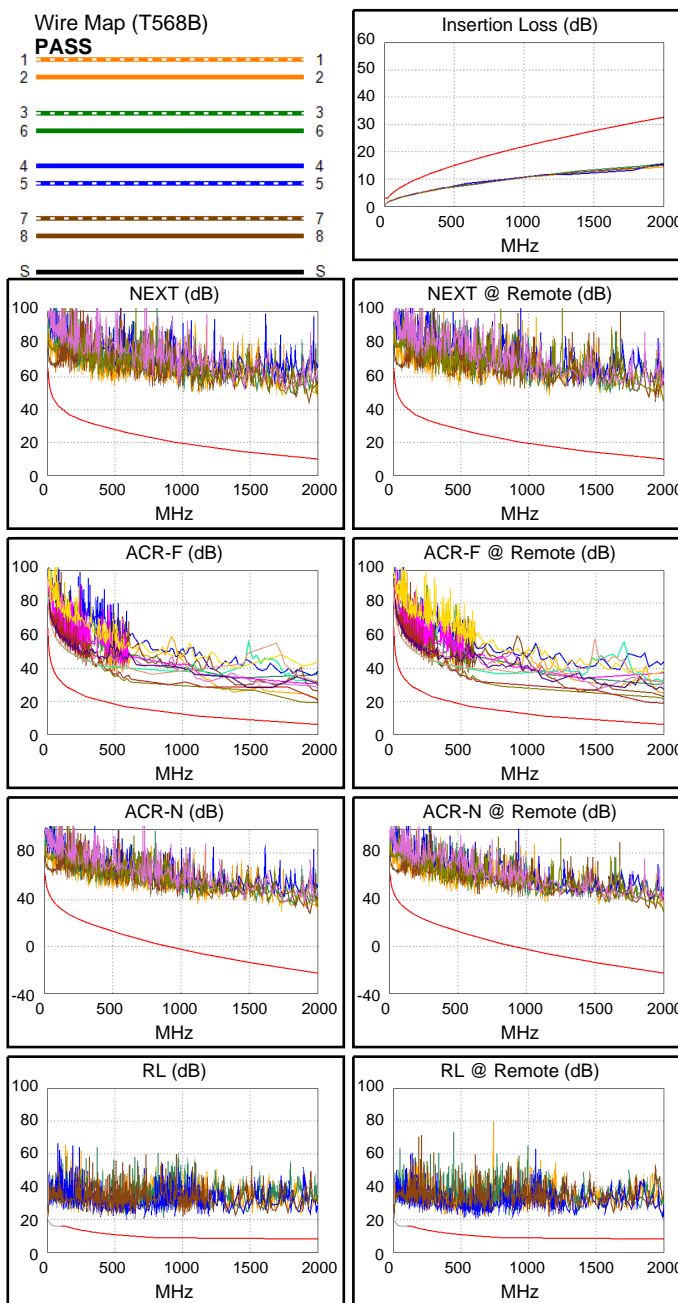 Wire Map (T568B)
PASS
1 1
2 2
3 3
6 6
4 4
5 5
7 7
8 8
S S
Insertion Loss (dB)
60
50
40
30
20
10
0
0 500 1000 1500 2000
MHz
NEXT (dB)
100
80
60
40
20
0
0 500 1000 1500 2000
MHz
NEXT @ Remote (dB)
100
80
60
40
20
0
0 500 1000 1500 2000
MHz
ACR-F (dB)
100
80
60
40
20
0
0 500 1000 1500 2000
MHz
ACR-F @ Remote (dB)
100
80
60
40
20
0
0 500 1000 1500 2000
MHz
ACR-N (dB)
80
40
0
-40
0 500 1000 1500 2000
MHz
ACR-N @ Remote (dB)
80
40
0
-40
0 500 1000 1500 2000
MHz
RL (dB)
100
80
60
40
20
0
0 500 1000 1500 2000
MHz
RL @ Remote (dB)
100
80
60
40
20
0
0 500 1000 1500 2000
MHz